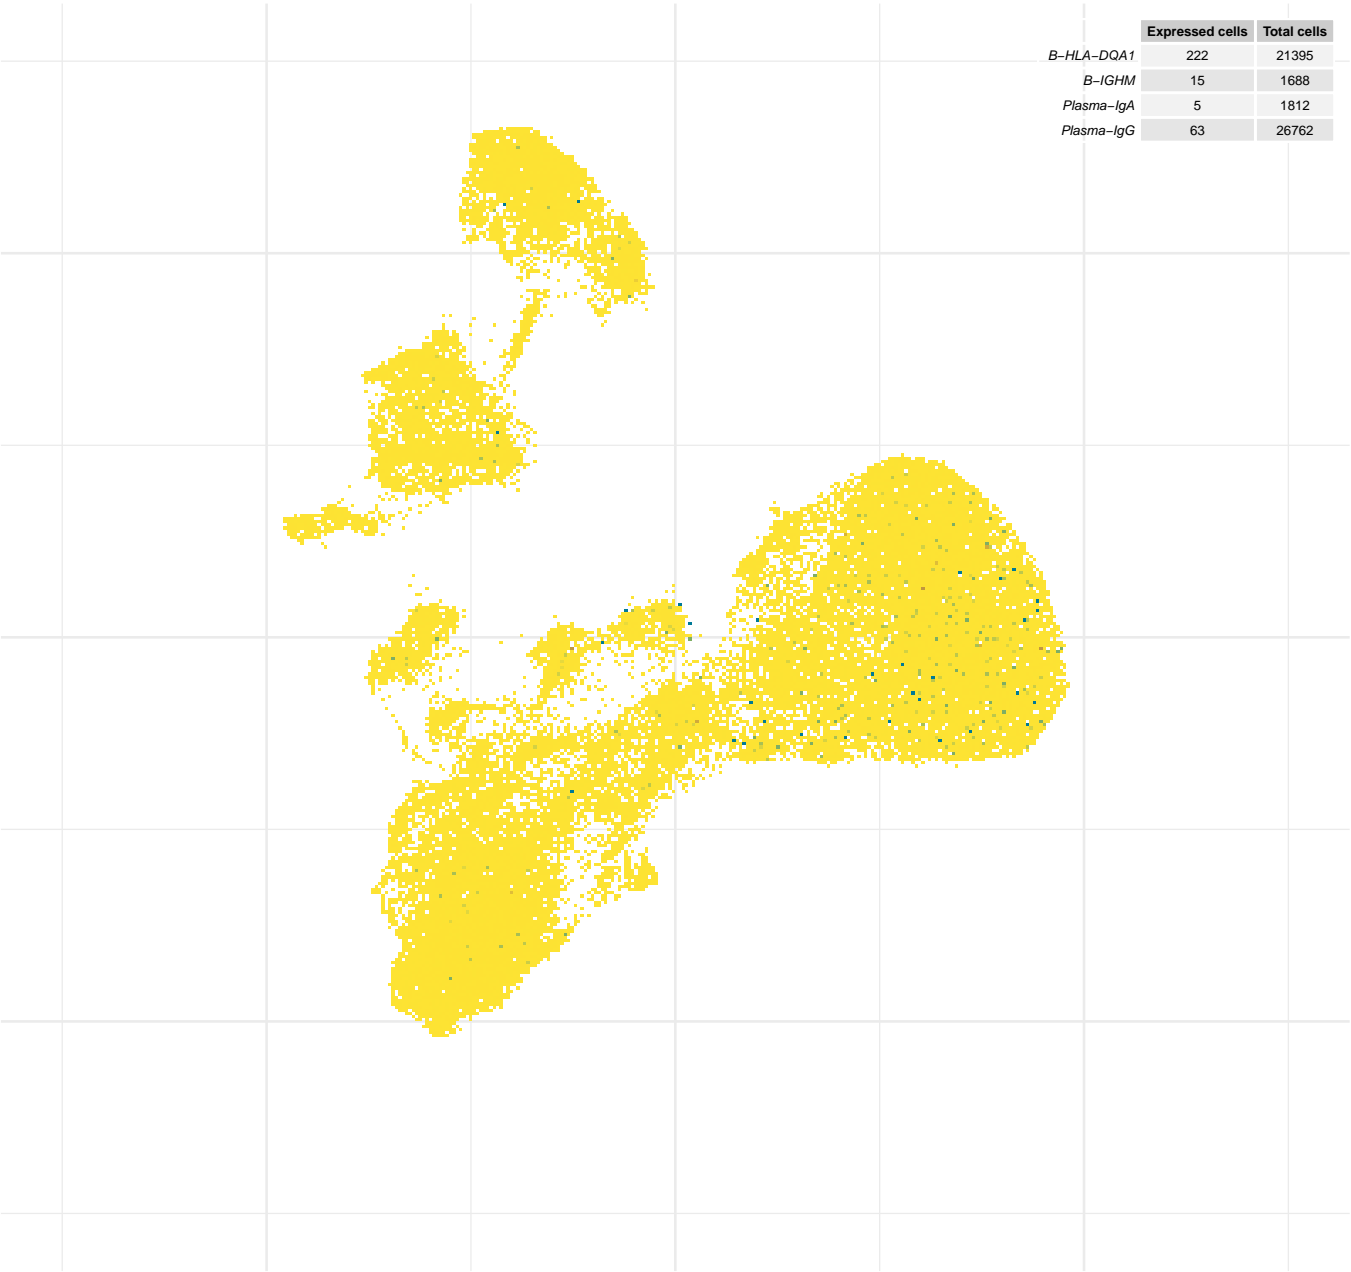 Expressed cells Total cells
B−HLA−DQA1 222 21395
B−IGHM 15 1688
Plasma−IgA 5 1812
Plasma−IgG 63 26762